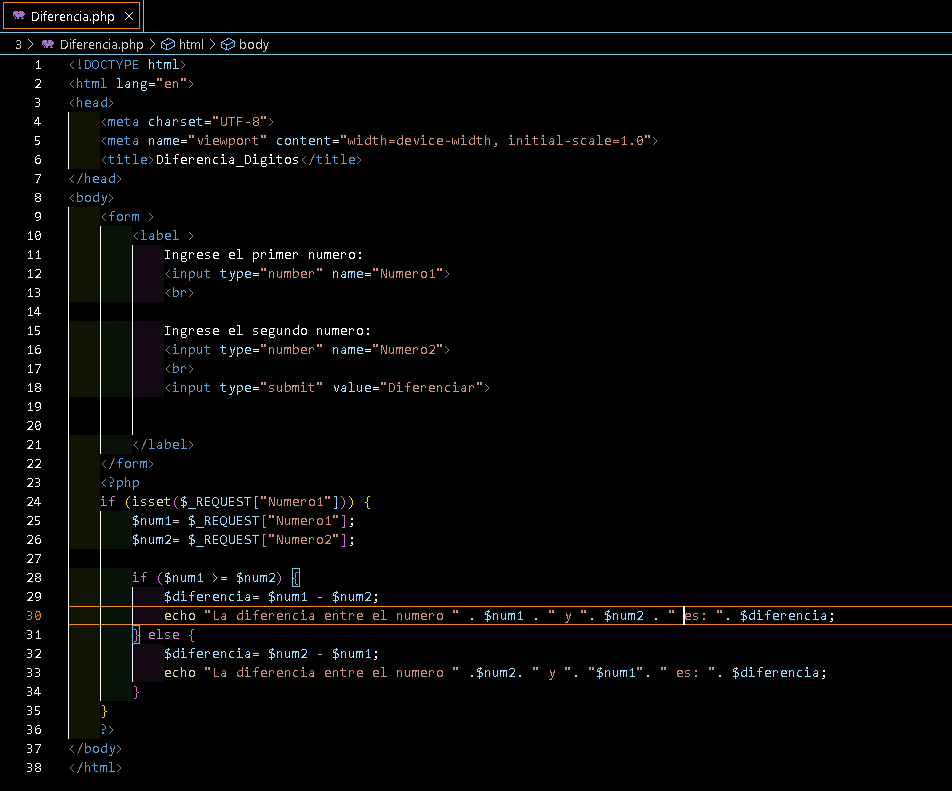 Diferencia.php ×
3 > Diferencia.php > html > body
1 <!DOCTYPE html>
2 <html lang="en">
3 <head>
4 <meta charset="UTF-8">
5 <meta name="viewport" content="width=device-width, initial-scale=1.0">
6 <title>Diferencia_Digitos</title>
7 </head>
8 <body>
9 <form >
10 <label >
11 Ingrese el primer numero:
12 <input type="number" name="Numero1">
13 <br>
14
15 Ingrese el segundo numero:
16 <input type="number" name="Numero2">
17 <br>
18 <input type="submit" value="Diferenciar">
19
20
21 </label>
22 </form>
23 <?php
24 if (isset($_REQUEST["Numero1"])) {
25 $num1= $_REQUEST["Numero1"];
26 $num2= $_REQUEST["Numero2"];
27
28 if ($num1 >= $num2) {
29 $diferencia= $num1 - $num2;
30 echo "La diferencia entre el numero " . $num1 . " y ". $num2 . " es: ". $diferencia;
31 } else {
32 $diferencia= $num2 - $num1;
33 echo "La diferencia entre el numero " .$num2. " y ". "$num1". " es: ". $diferencia;
34 }
35 }
36 ?>
37 </body>
38 </html>